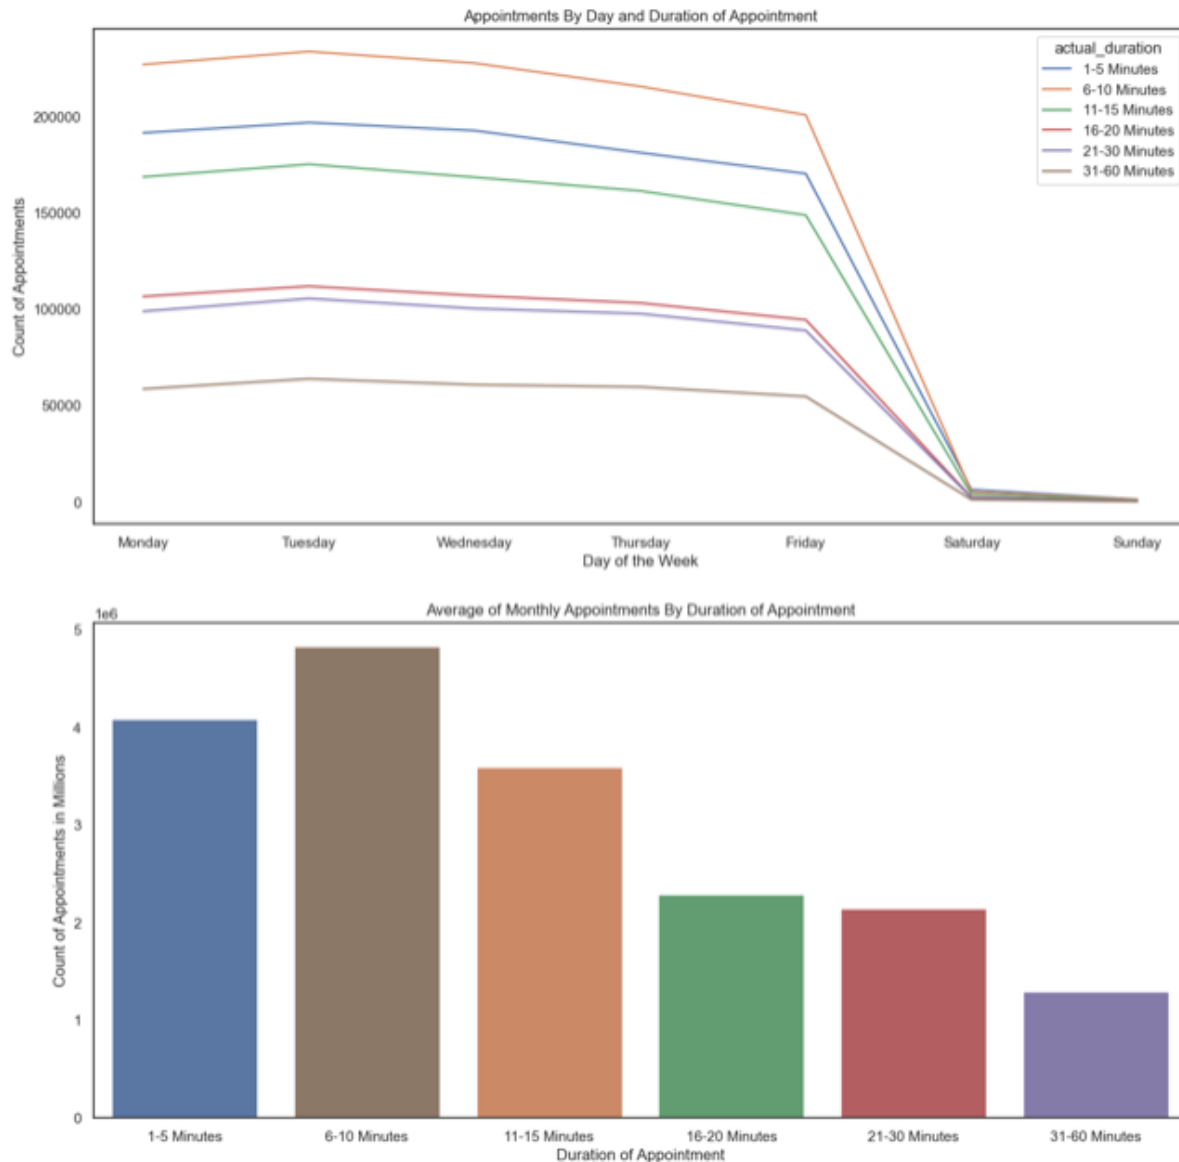 Appointments By Day and Duration of Appointment
actual_duration
1-5 Minutes
6-10 Minutes
11-15 Minutes
16-20 Minutes
21-30 Minutes
31-60 Minutes
Count of Appointments
200000
150000
100000
50000
0
Monday Tuesday Wednesday Thursday Friday Saturday Sunday
Day of the Week
1e6
Average of Monthly Appointments By Duration of Appointment
Count of Appointments in Millions
5
4
3
2
1
0
1-5 Minutes 6-10 Minutes 11-15 Minutes 16-20 Minutes 21-30 Minutes 31-60 Minutes
Duration of Appointment